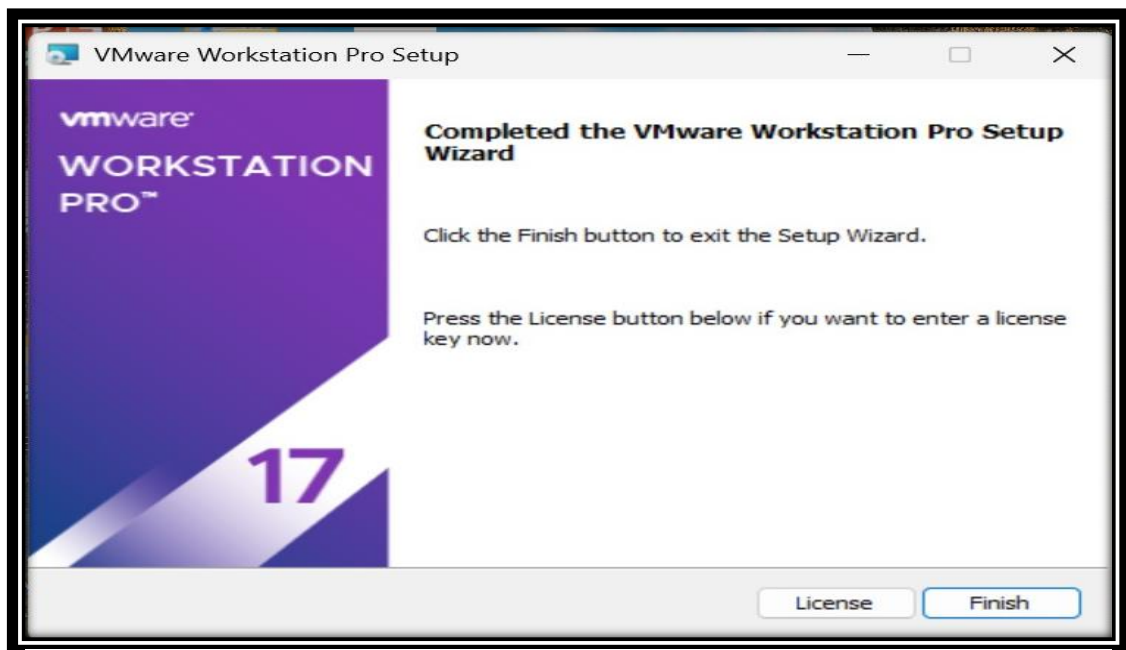 VMware Workstation Pro Setup
vmware
WORKSTATION
PRO™
17
Completed the VMware Workstation Pro Setup
Wizard
Click the Finish button to exit the Setup Wizard.
Press the License button below if you want to enter a license
key now.
License
Finish